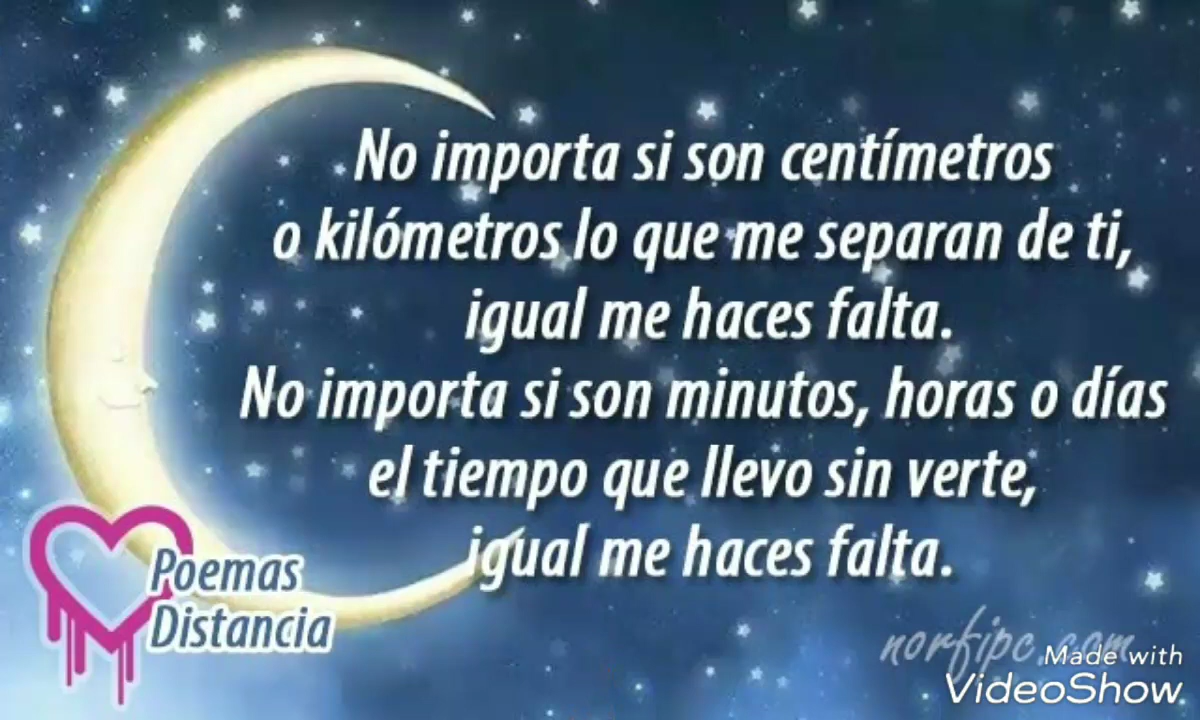 No importa si son centímetros
o kilómetros lo que me separan de ti,
igual me haces falta.
No importa si son minutos, horas o días
el tiempo que llevo sin verte,
igual me haces falta.
Poemas
Distancia
norfipc.com
Made with
VideoShow